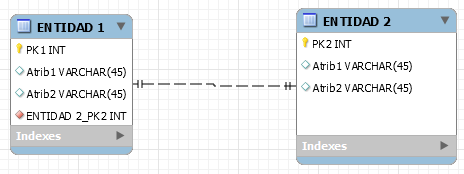 ENTIDAD 1
PK1 INT
Atrib1 VARCHAR(45)
Atrib2 VARCHAR(45)
ENTIDAD 2_PK2 INT
Indexes
ENTIDAD 2
PK2 INT
Atrib1 VARCHAR(45)
Atrib2 VARCHAR(45)
Indexes